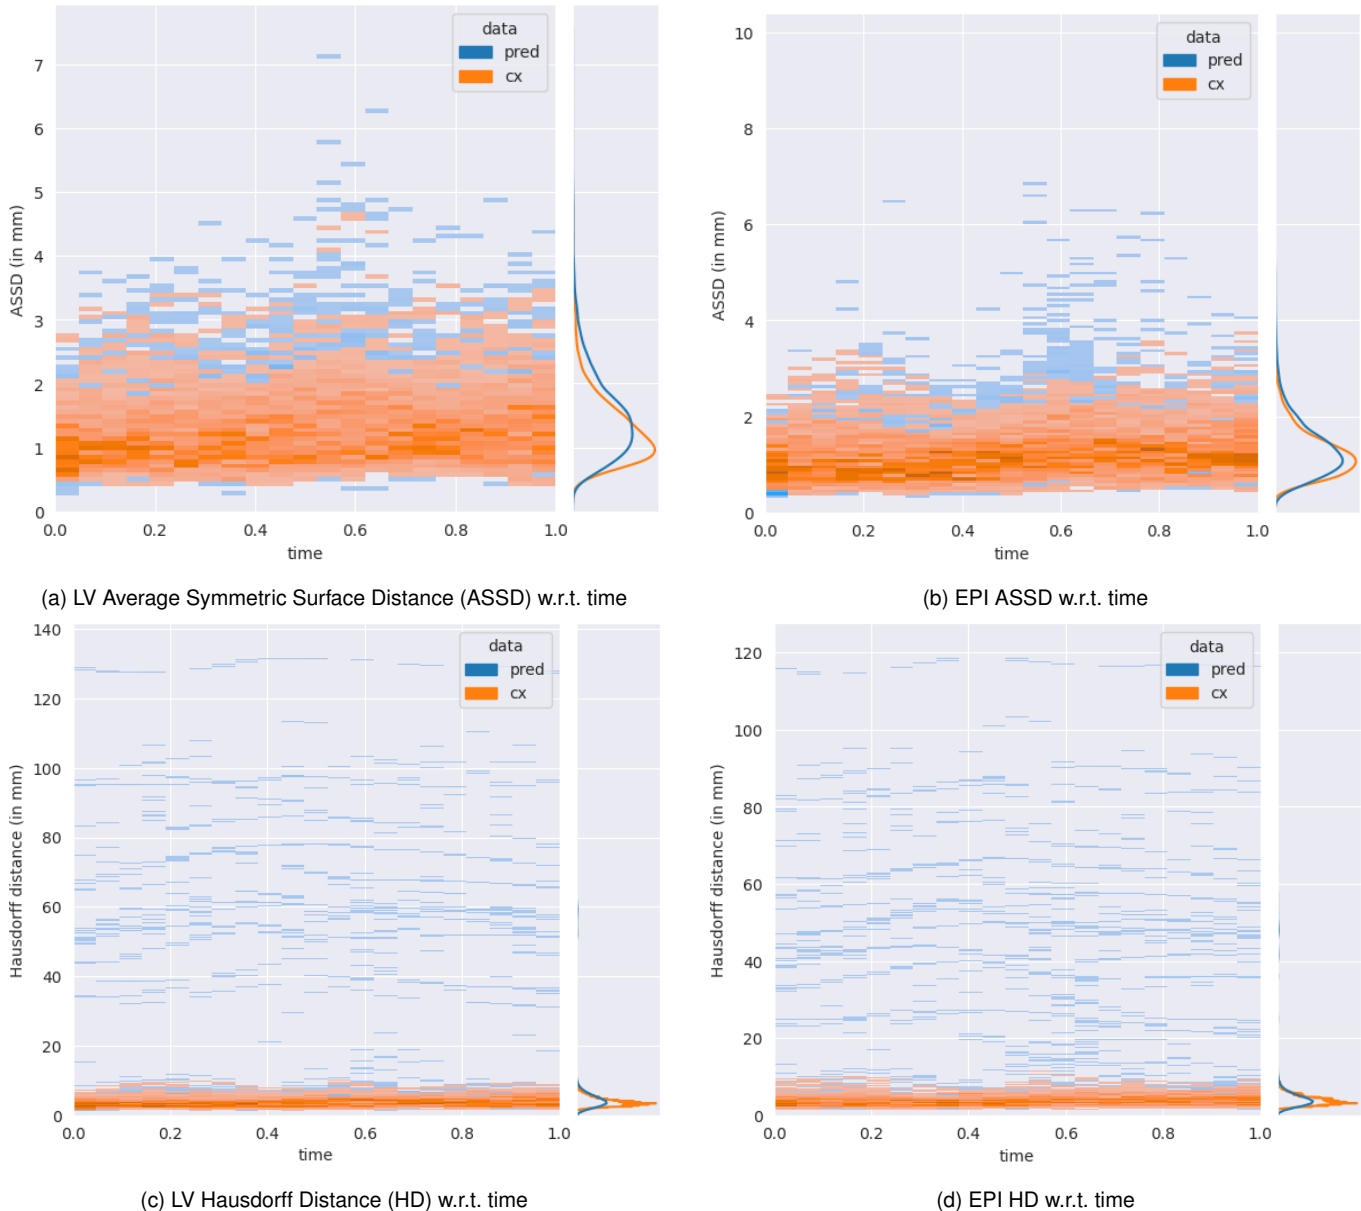 data
pred
cx
7
6
5
4
3
2
1
0
ASSD (in mm)
0.0 0.2 0.4 0.6 0.8 1.0
time
(a) LV Average Symmetric Surface Distance (ASSD) w.r.t. time
data
pred
cx
10
8
6
4
2
0
ASSD (in mm)
0.0 0.2 0.4 0.6 0.8 1.0
time
(b) EPI ASSD w.r.t. time
data
pred
cx
140
120
100
80
60
40
20
0
Hausdorff distance (in mm)
0.0 0.2 0.4 0.6 0.8 1.0
time
(c) LV Hausdorff Distance (HD) w.r.t. time
data
pred
cx
120
100
80
60
40
20
0
Hausdorff distance (in mm)
0.0 0.2 0.4 0.6 0.8 1.0
time
(d) EPI HD w.r.t. time